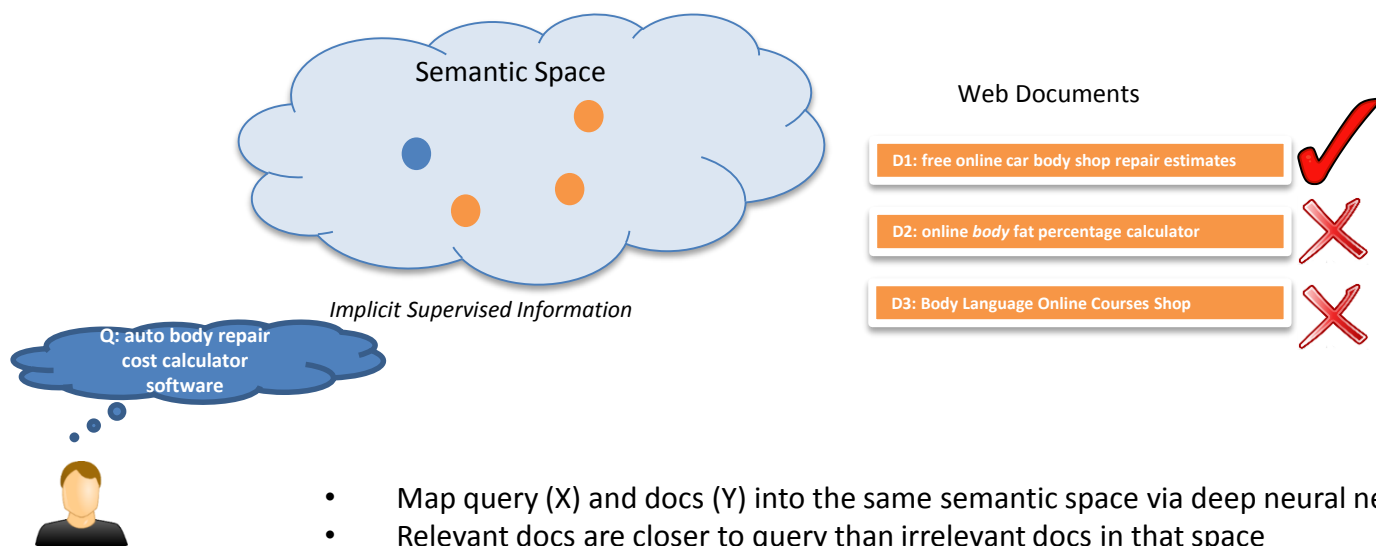 Semantic Space
Web Documents
D1: free online car body shop repair estimates
D2: online body fat percentage calculator
D3: Body Language Online Courses Shop
Implicit Supervised Information
Q: auto body repair
cost calculator
software
• Map query (X) and docs (Y) into the same semantic space via deep neural ne
• Relevant docs are closer to query than irrelevant docs in that space